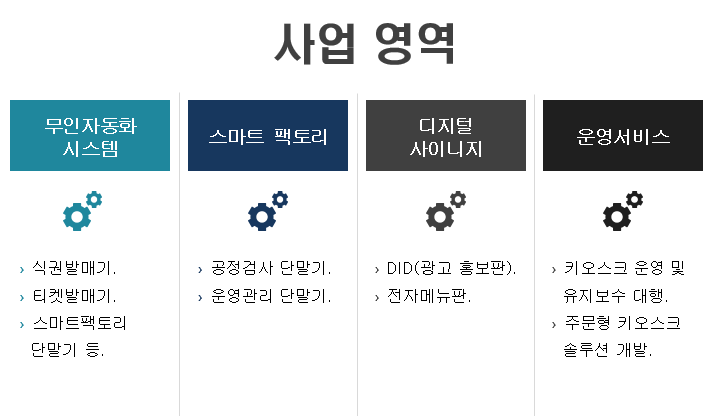 사업 영역
무인자동화
시스템
› 식권발매기.
› 티켓발매기.
› 스마트팩토리
단말기 등.
스마트 팩토리
› 공정검사 단말기.
› 운영관리 단말기.
디지털
사이니지
› DID(광고 홍보판).
› 전자메뉴판.
운영서비스
› 키오스크 운영 및
유지보수 대행.
› 주문형 키오스크
솔루션 개발.